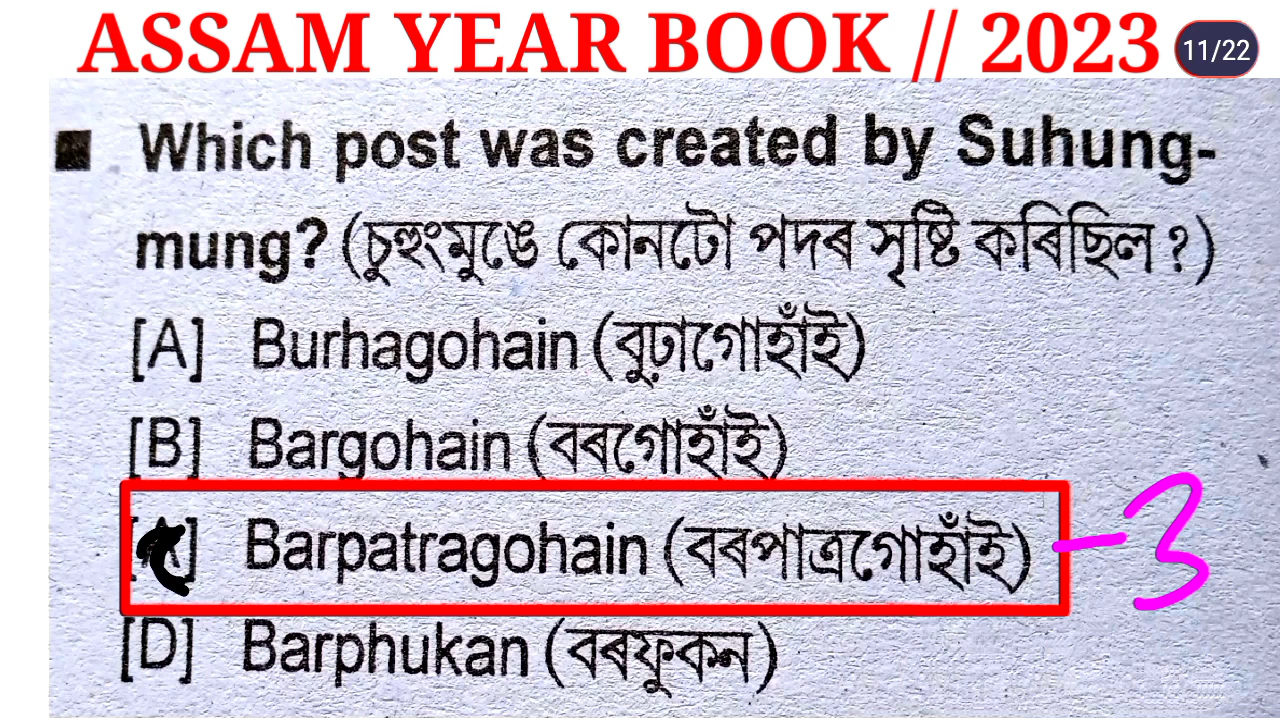 ASSAM YEAR BOOK // 2023
11/22
■ Which post was created by Suhung-
mung? (চুহুংমুঙে কোনটো পদৰ সৃষ্টি কৰিছিল ?)
[A] Burhagohain (বুঢ়াগোহাঁই)
[B] Bargohain (বৰগোহাঁই)
[C] Barpatragohain (বৰপাত্ৰগোহাঁই) -3
[D] Barphukan (বৰফুকন)